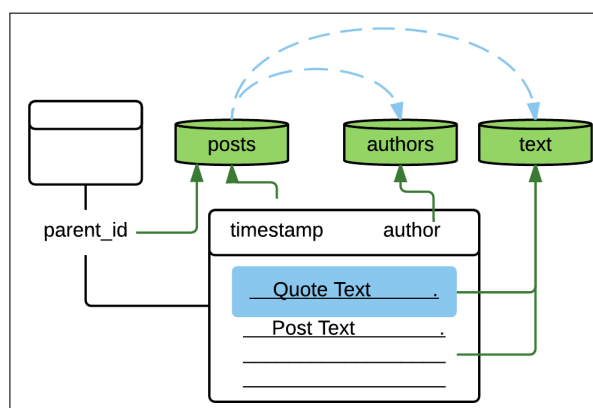 posts
authors
text
parent_id
timestamp
author
Quote Text .
Post Text .